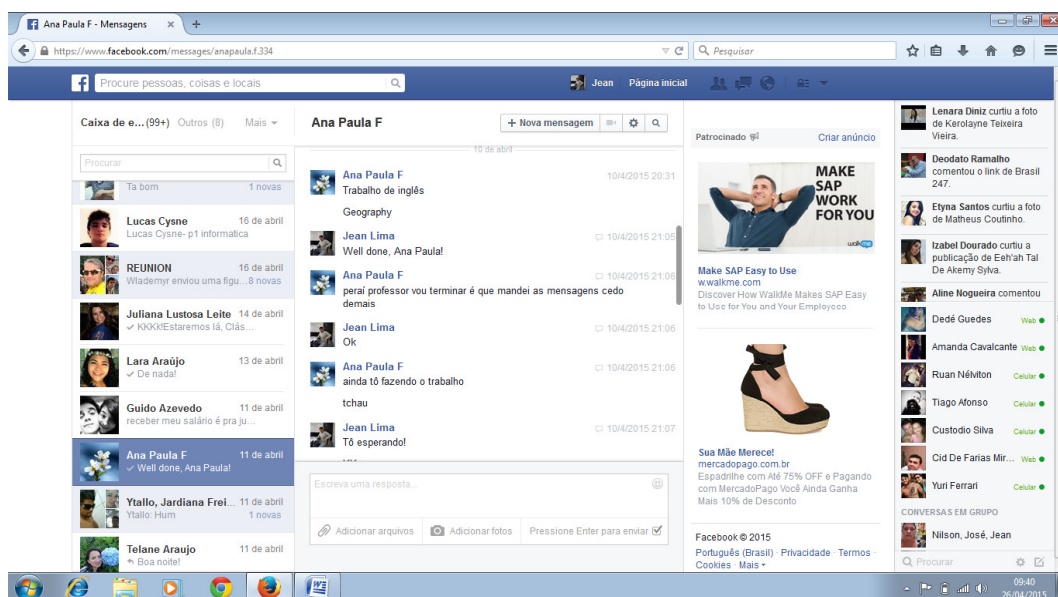 Ana Paula F - Mensagens
https://www.facebook.com/messages/anapaula.f.334
Pesquisar
Procure pessoas, coisas e locais
Jean
Página inicial
Caixa de e... (99+) Outros (8) Mais
Procurar
Ta bom
1 novas
Lucas Cysne 16 de abril
Lucas Cysne- p1 informatica
REUNION 16 de abril
Wlademyr enviou uma figu... 8 novas
Juliana Lustosa Leite 14 de abril
KKKk!Estaremos lá, Clás...
Lara Araújo 13 de abril
De nada!
Guido Azevedo 11 de abril
receber meu salário é pra ju...
Ana Paula F 11 de abril
Well done, Ana Paula!
Ytallo, Jardiana Frei... 11 de abril
Ytallo: Hum 1 novas
Telane Araujo 11 de abril
Boa noite!
Ana Paula F
+ Nova mensagem
10 de abril
Ana Paula F 10/4/2015 20:31
Trabalho de inglês
Geography
Jean Lima 10/4/2015 21:05
Well done, Ana Paula!
Ana Paula F 10/4/2015 21:06
peraí professor vou terminar é que mandei as mensagens cedo
demais
Jean Lima 10/4/2015 21:06
Ok
Ana Paula F 10/4/2015 21:06
ainda tô fazendo o trabalho
tchau
Jean Lima 10/4/2015 21:07
Tô esperando!
Escreva uma resposta...
Adicionar arquivos
Adicionar fotos
Pressione Enter para enviar
Patrocinado
Criar anúncio
MAKE
SAP
WORK
FOR YOU
walkme
Make SAP Easy to Use
w.walkme.com
Discover How WalkMe Makes SAP Easy
to Use for You and Your Employees
Sua Mãe Merece!
mercadopago.com.br
Espadrilhe com Até 75% OFF e Pagando
com MercadoPago Você Ainda Ganha
Mais 10% de Desconto
Facebook © 2015
Português (Brasil) · Privacidade · Termos ·
Cookies · Mais
Lenara Diniz curtiu a foto
de Kerolayne Teixeira
Vieira.
Deodato Ramalho
comentou o link de Brasil
247.
Etyna Santos curtiu a foto
de Matheus Coutinho.
Izabel Dourado curtiu a
publicação de Eeh'ah Tal
De Akemy Sylva.
Aline Nogueira comentou
Dedé Guedes Web
Amanda Cavalcante Web
Ruan Nélviton Celular
Tiago Afonso Celular
Custodio Silva Celular
Cid De Farias Mir... Web
Yuri Ferrari Celular
CONVERSAS EM GRUPO
Nilson, José, Jean
Procurar
09:40
26/04/2015